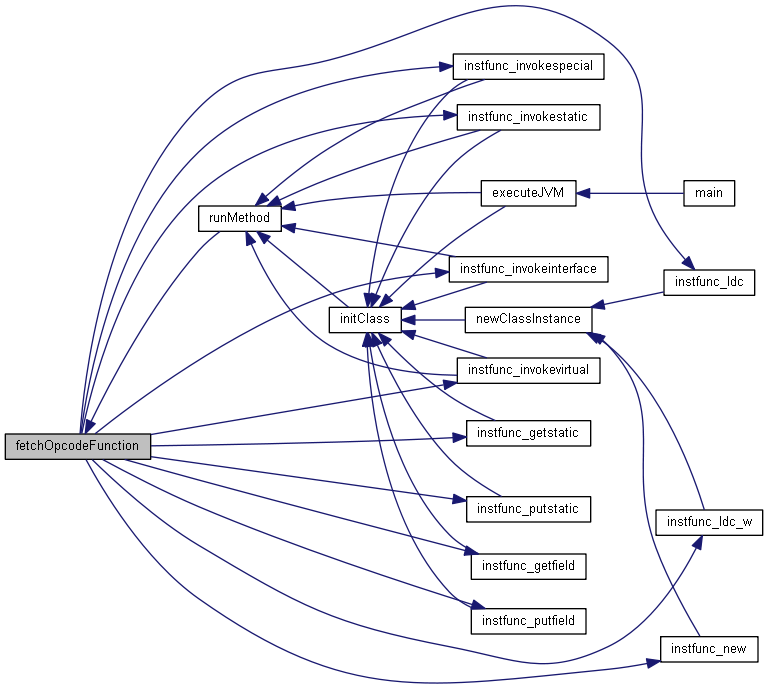 instfunc_invokespecial
instfunc_invokestatic
executeJVM
main
runMethod
instfunc_invokeinterface
instfunc_ldc
initClass
newClassInstance
instfunc_invokevirtual
instfunc_getstatic
fetchOpcodeFunction
instfunc_putstatic
instfunc_ldc_w
instfunc_getfield
instfunc_putfield
instfunc_new